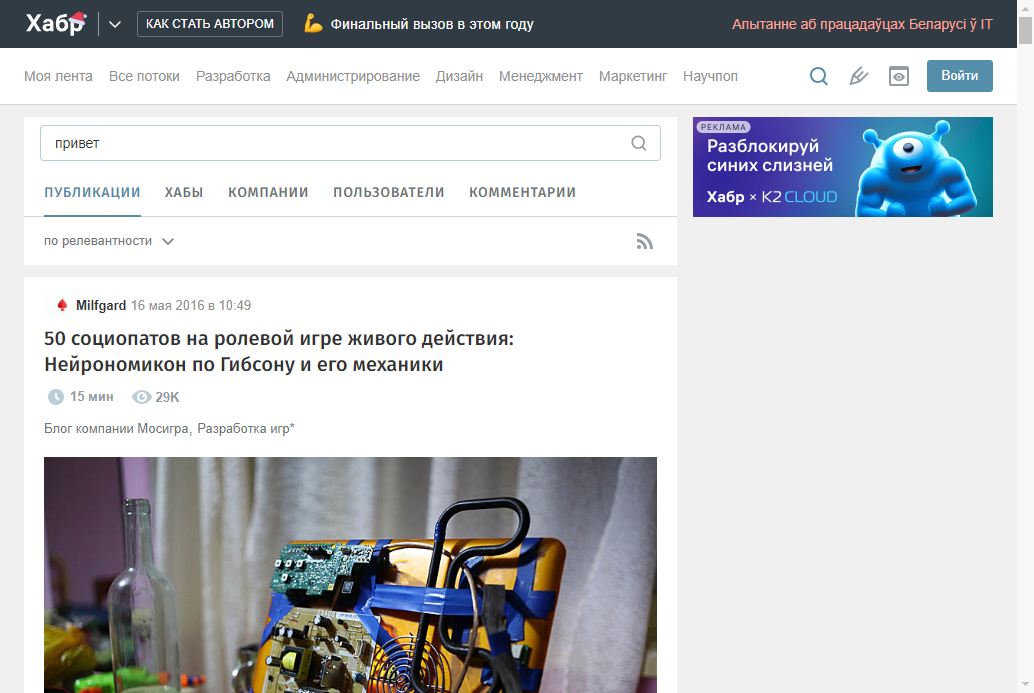 Хабр
КАК СТАТЬ АВТОРОМ
Финальный вызов в этом году
Апытанне аб працадаўцах Беларусі ў IT
Моя лента Все потоки Разработка Администрирование Дизайн Менеджмент Маркетинг Научпоп
Войти
привет
ПУБЛИКАЦИИ ХАБЫ КОМПАНИИ ПОЛЬЗОВАТЕЛИ КОММЕНТАРИИ
по релевантности
РЕКЛАМА
Разблокируй
синих слизней
Хабр × K2 CLOUD
Milfgard 16 мая 2016 в 10:49
50 социопатов на ролевой игре живого действия:
Нейрономикон по Гибсону и его механики
15 мин 29K
Блог компании Мосигра, Разработка игр*